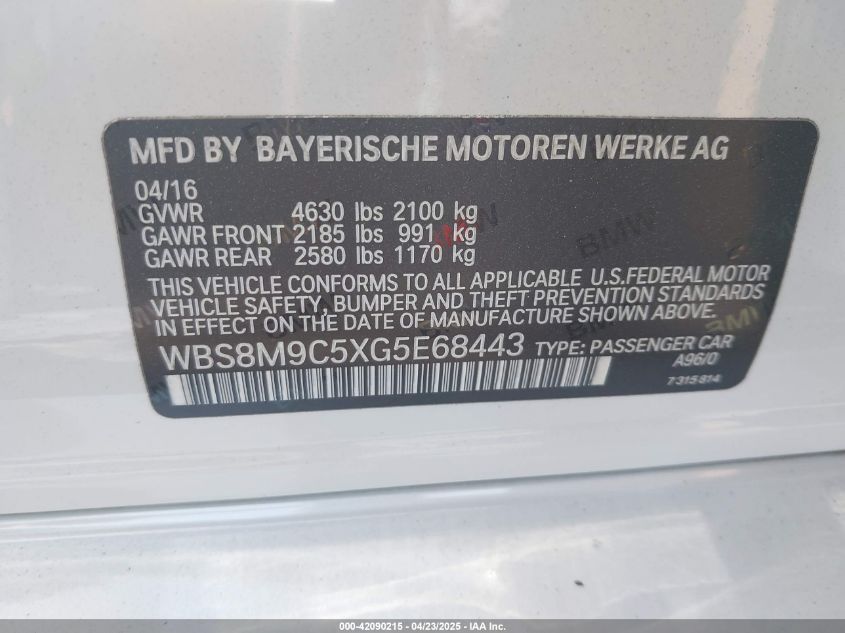 MFD BY BAYERISCHE MOTOREN WERKE AG
04/16
GVWR 4630 lbs 2100 kg
GAWR FRONT 2185 lbs 991 kg
GAWR REAR 2580 lbs 1170 kg
THIS VEHICLE CONFORMS TO ALL APPLICABLE U.S.FEDERAL MOTOR
VEHICLE SAFETY, BUMPER AND THEFT PREVENTION STANDARDS
IN EFFECT ON THE DATE OF MANUFACTURE SHOWN ABOVE.
WBS8M9C5XG5E68443 TYPE: PASSENGER CAR
A96/0
7315814
BMW
BMW
BMW
000-42090215 - 04/23/2025 - IAA Inc.